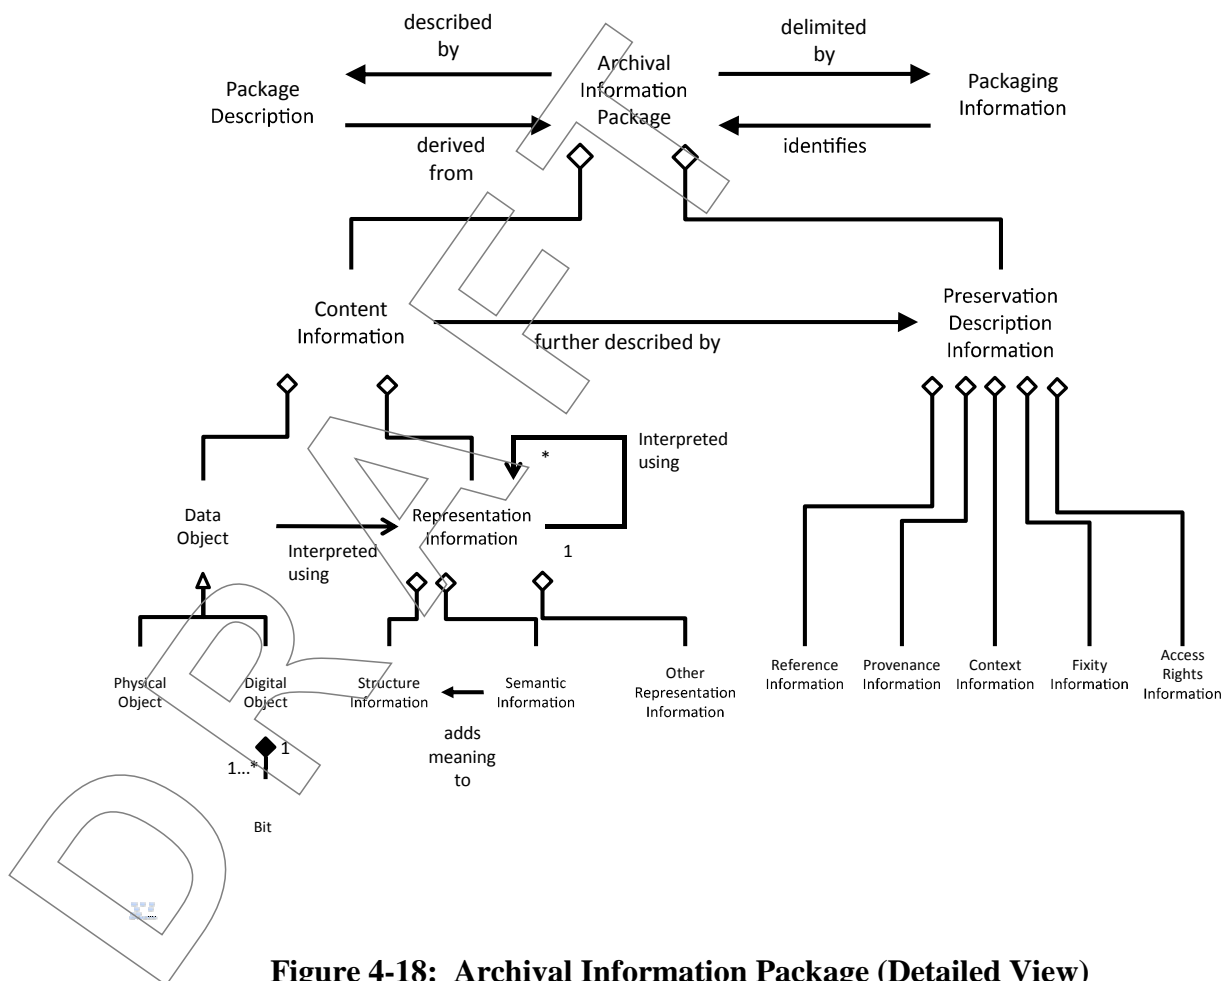 described
by
delimited
by
Archival
Information
Package
Package
Description
Packaging
Information
derived
from
identifies
Content
Information
Preservation
Description
Information
further described by
Interpreted
using
*
Data
Object
Representation
Information
Interpreted
using
1
Physical
Object
Digital
Object
Structure
Information
Semantic
Information
Other
Representation
Information
Reference
Information
Provenance
Information
Context
Information
Fixity
Information
Access
Rights
Information
adds
meaning
to
1
1...*
Bit
DRAFT
Figure 4-18: Archival Information Package (Detailed View)